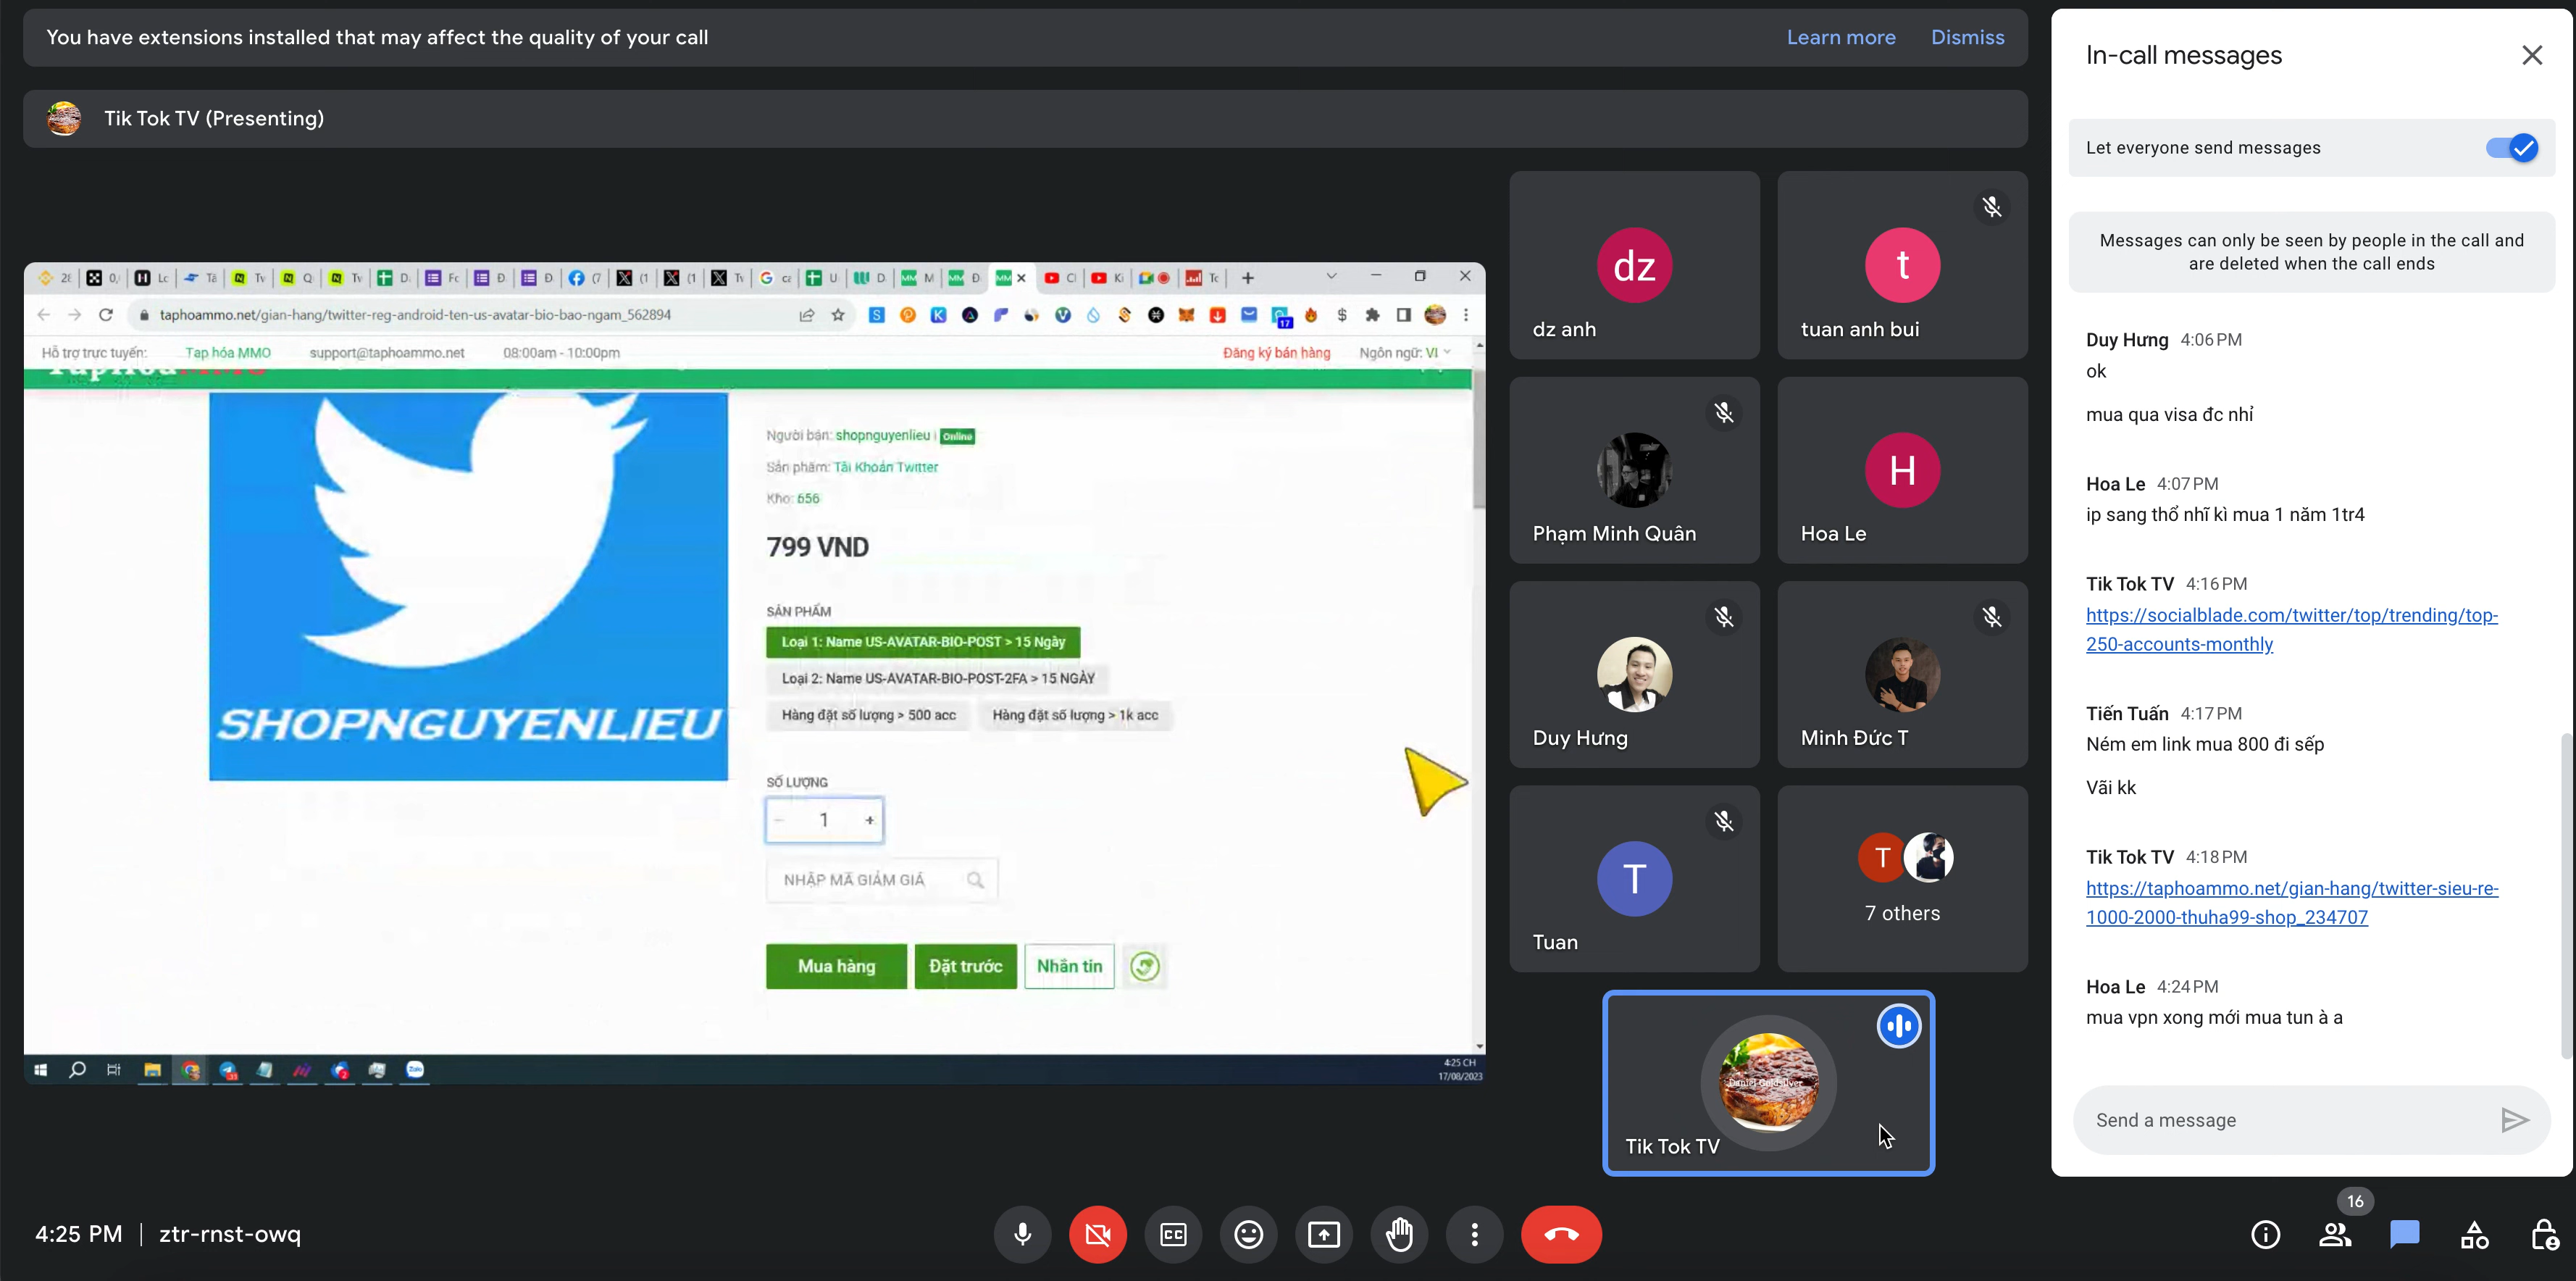 You have extensions installed that may affect the quality of your call
Learn more
Dismiss
Tik Tok TV (Presenting)
taphoammo.net/gian-hang/twitter-reg-android-ten-us-avatar-bio-bao-ngam_562894
Hỗ trợ trực tuyến:
Tạp hóa MMO
support@taphoammo.net
08:00am - 10:00pm
Đăng ký bán hàng
Ngôn ngữ: VI
Người bán: shopnguyenlieu | Online
Sản phẩm: Tài Khoản Twitter
Kho: 656
799 VND
SẢN PHẨM
Loại 1: Name US-AVATAR-BIO-POST > 15 Ngày
Loại 2: Name US-AVATAR-BIO-POST-2FA > 15 NGÀY
Hàng đặt số lượng > 500 acc
Hàng đặt số lượng > 1k acc
SHOPNGUYENLIEU
SỐ LƯỢNG
- 1 +
NHẬP MÃ GIẢM GIÁ
Mua hàng
Đặt trước
Nhắn tin
4:25 CH
17/08/2023
dz
dz anh
t
tuan anh bui
Phạm Minh Quân
H
Hoa Le
Duy Hưng
Minh Đức T
T
Tuan
T
7 others
Daniel Goldsilver
Tik Tok TV
In-call messages
Let everyone send messages
Messages can only be seen by people in the call and
are deleted when the call ends
Duy Hưng 4:06 PM
ok
mua qua visa đc nhỉ
Hoa Le 4:07 PM
ip sang thổ nhĩ kì mua 1 năm 1tr4
Tik Tok TV 4:16 PM
https://socialblade.com/twitter/top/trending/top-
250-accounts-monthly
Tiến Tuấn 4:17 PM
Ném em link mua 800 đi sếp
Vãi kk
Tik Tok TV 4:18 PM
https://taphoammo.net/gian-hang/twitter-sieu-re-
1000-2000-thuha99-shop_234707
Hoa Le 4:24 PM
mua vpn xong mới mua tun à a
Send a message
4:25 PM | ztr-rnst-owq
16